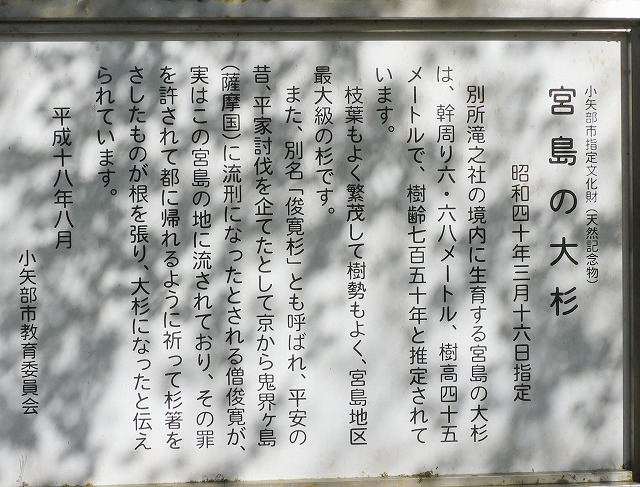 小矢部市指定文化財（天然記念物）
宮島の大杉
昭和四十年三月十六日指定
別所滝之社の境内に生育する宮島の大杉
は、幹周り六・六八メートル、樹高四十五
メートルで、樹齢七百五十年と推定されて
います。
枝葉もよく繁茂して樹勢もよく、宮島地区
最大級の杉です。
また、別名「俊寛杉」とも呼ばれ、平安の
昔、平家討伐を企てたとして京から鬼界ヶ島
（薩摩国）に流刑になったとされる僧俊寛が、
実はこの宮島の地に流されており、その罪
を許されて都に帰れるように祈って杉箸を
さしたものが根を張り、大杉になったと伝え
られています。
平成十八年八月
小矢部市教育委員会